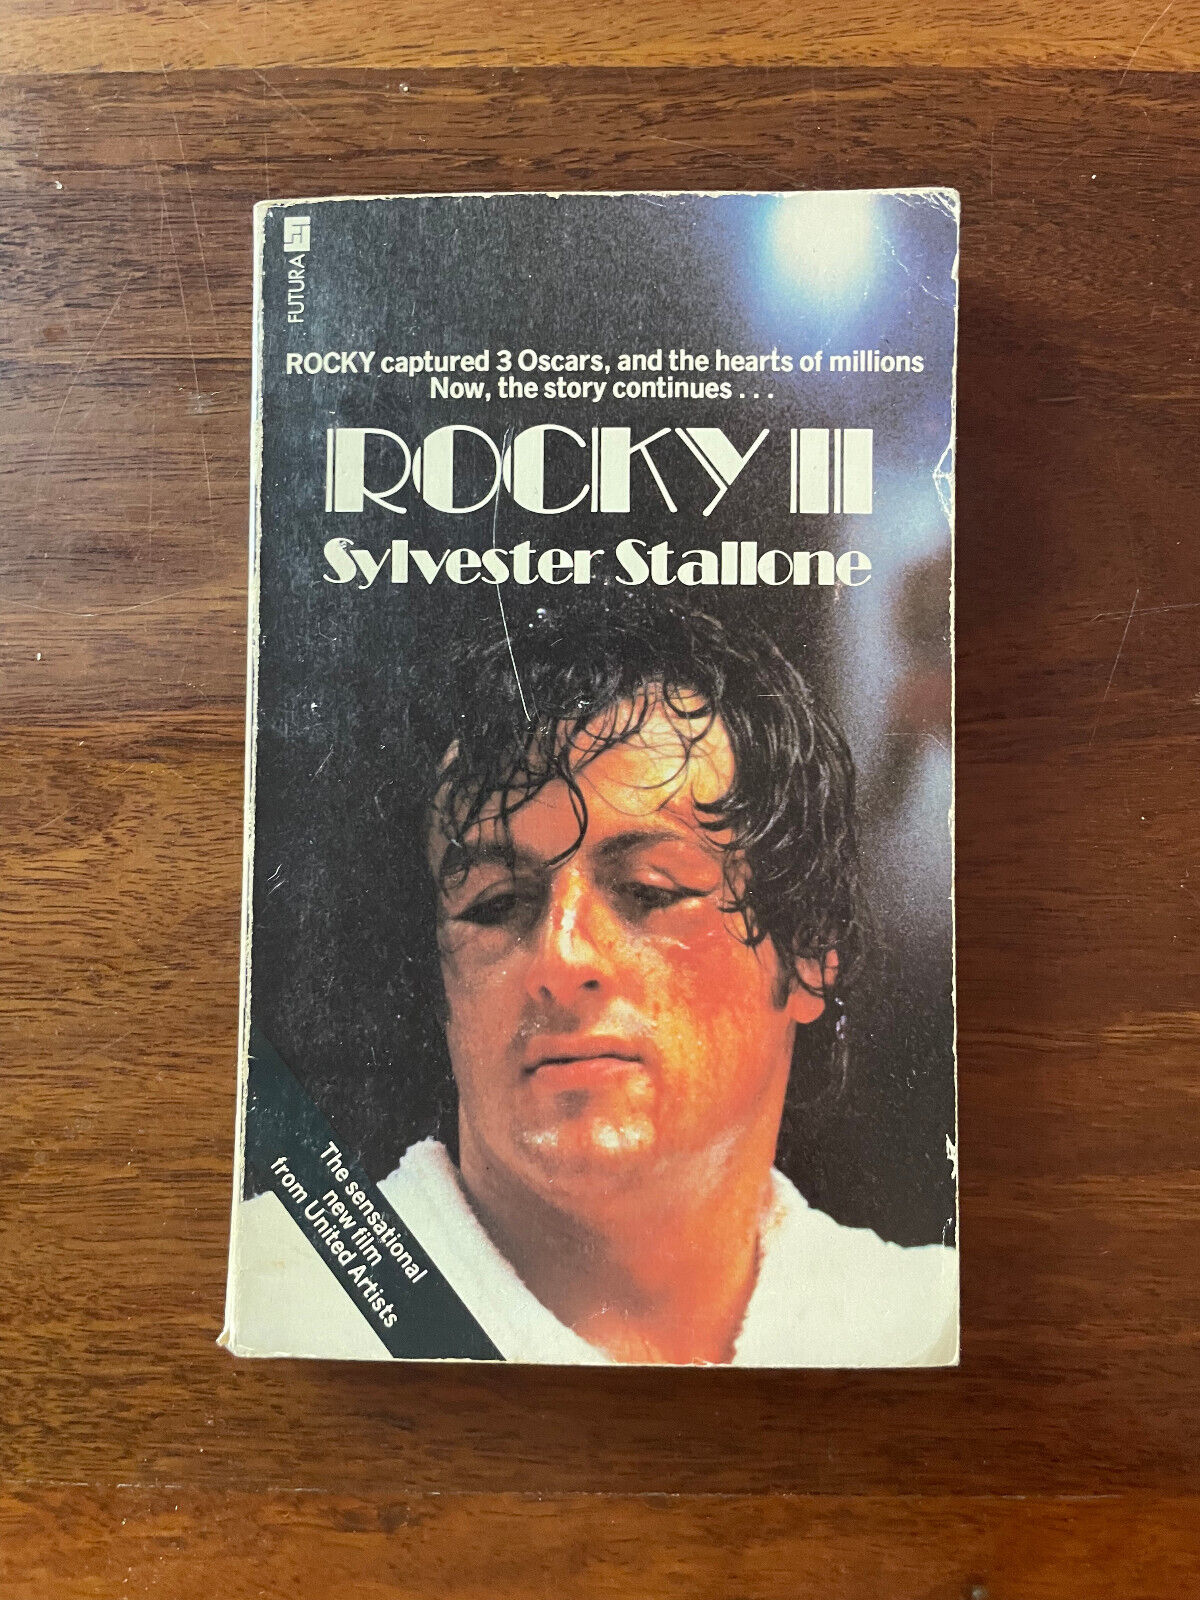 FUTURA
ROCKY captured 3 Oscars, and the hearts of millions
Now, the story continues . . .
ROCKY II
Sylvester Stallone
The sensational
new film
from United Artists